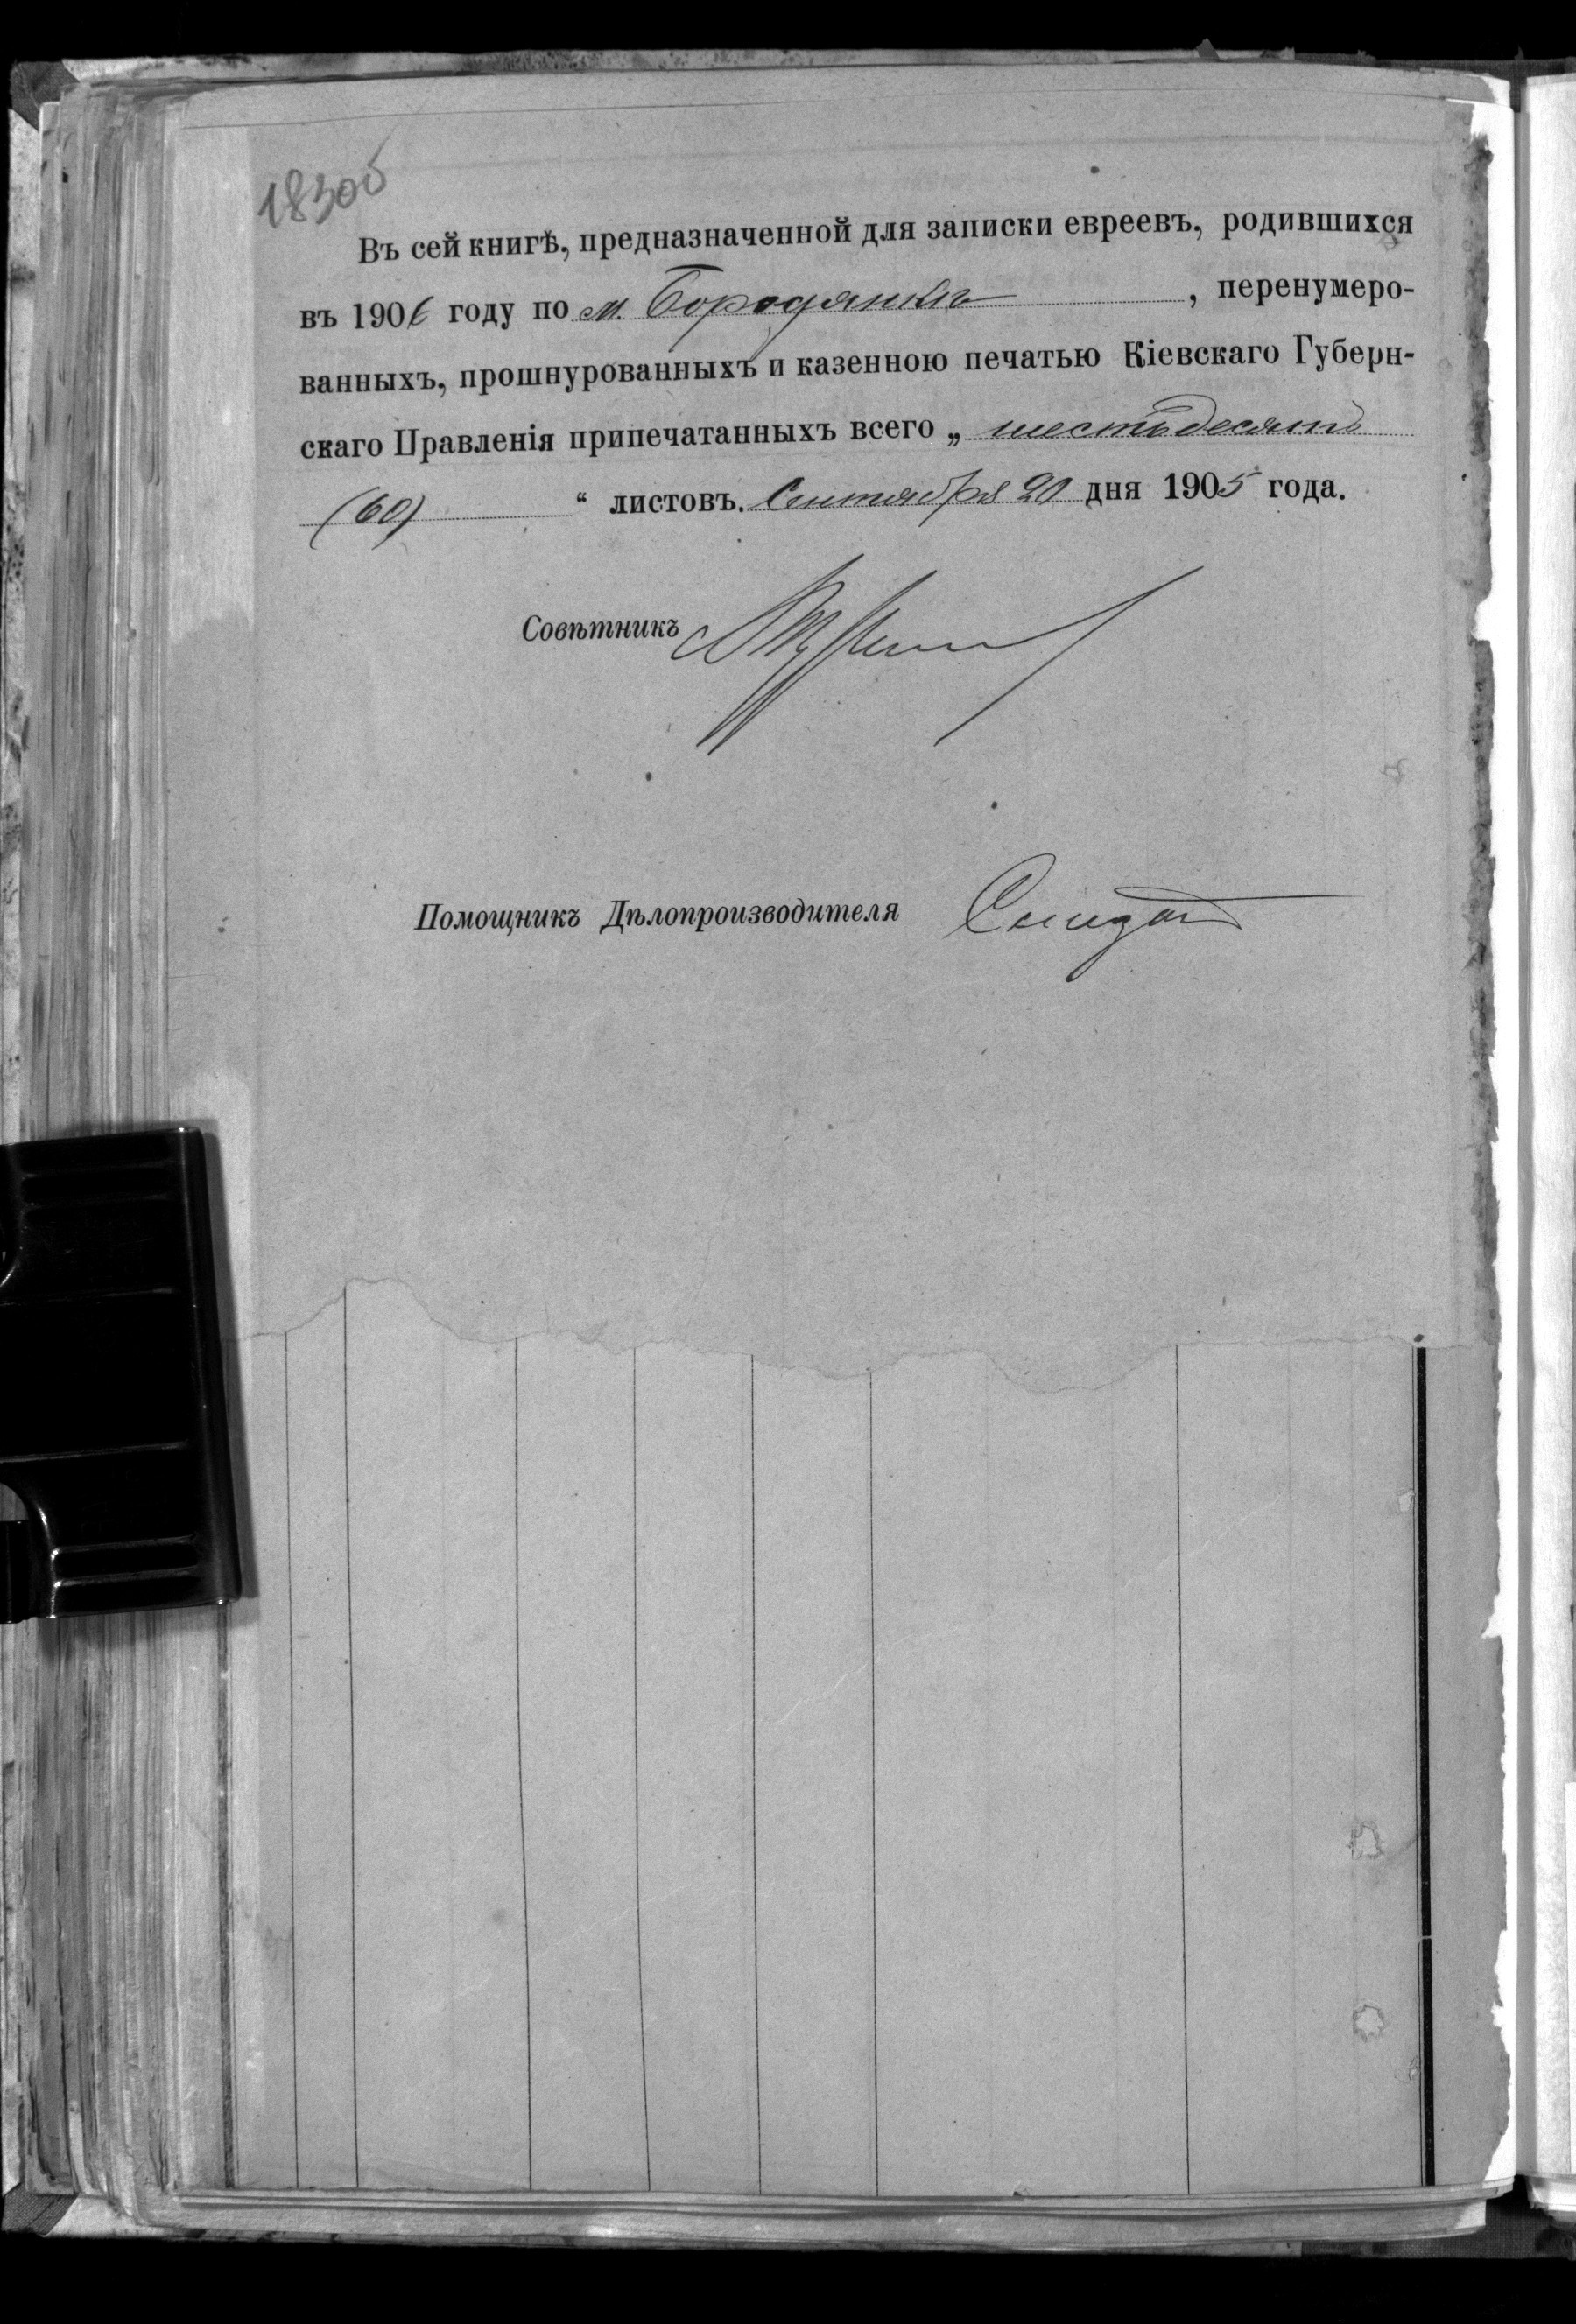 183об
Въ сей книгѣ, предназначенной для записки евреевъ, родившихся
въ 1906 году по м. Бородянкѣ, перенумеро-
ванныхъ, прошнурованныхъ и казенною печатью Кіевскаго Губерн-
скаго Правленія припечатанныхъ всего „ шестьдесятъ
(60) “ листовъ. Сентября 20 дня 1905 года.
Совѣтникъ
Помощникъ Дѣлопроизводителя